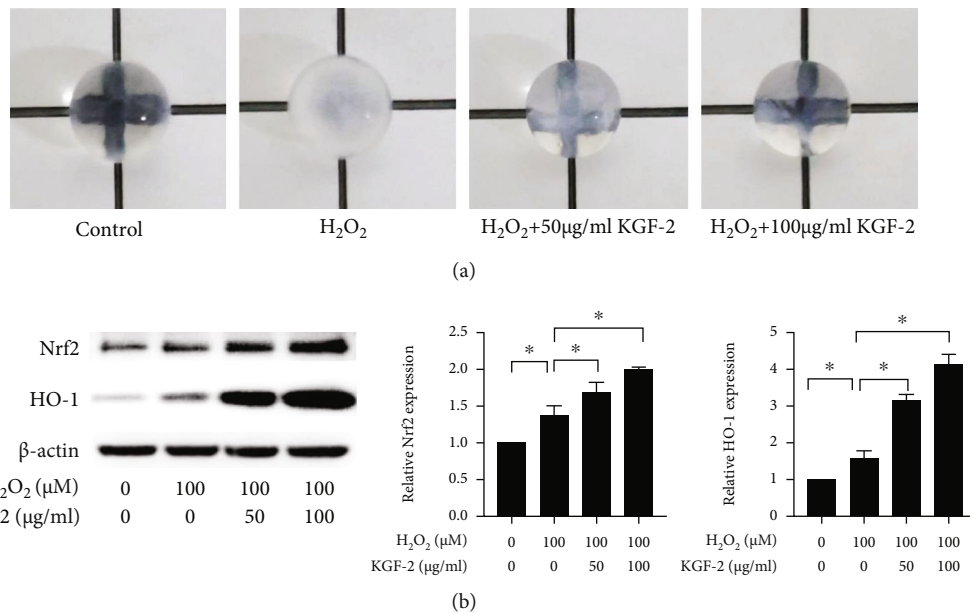 Control
H₂O₂
H₂O₂+50μg/ml KGF-2
H₂O₂+100μg/ml KGF-2
(a)
Nrf2
HO-1
β-actin
₂O₂ (μM) 0 100 100 100
2 (μg/ml) 0 0 50 100
Relative Nrf2 expression
2.5
2.0
1.5
1.0
0.5
0.0
* * *
H₂O₂ (μM) 0 100 100 100
KGF-2 (μg/ml) 0 0 50 100
Relative HO-1 expression
5
4
3
2
1
0
* * *
H₂O₂ (μM) 0 100 100 100
KGF-2 (μg/ml) 0 0 50 100
(b)